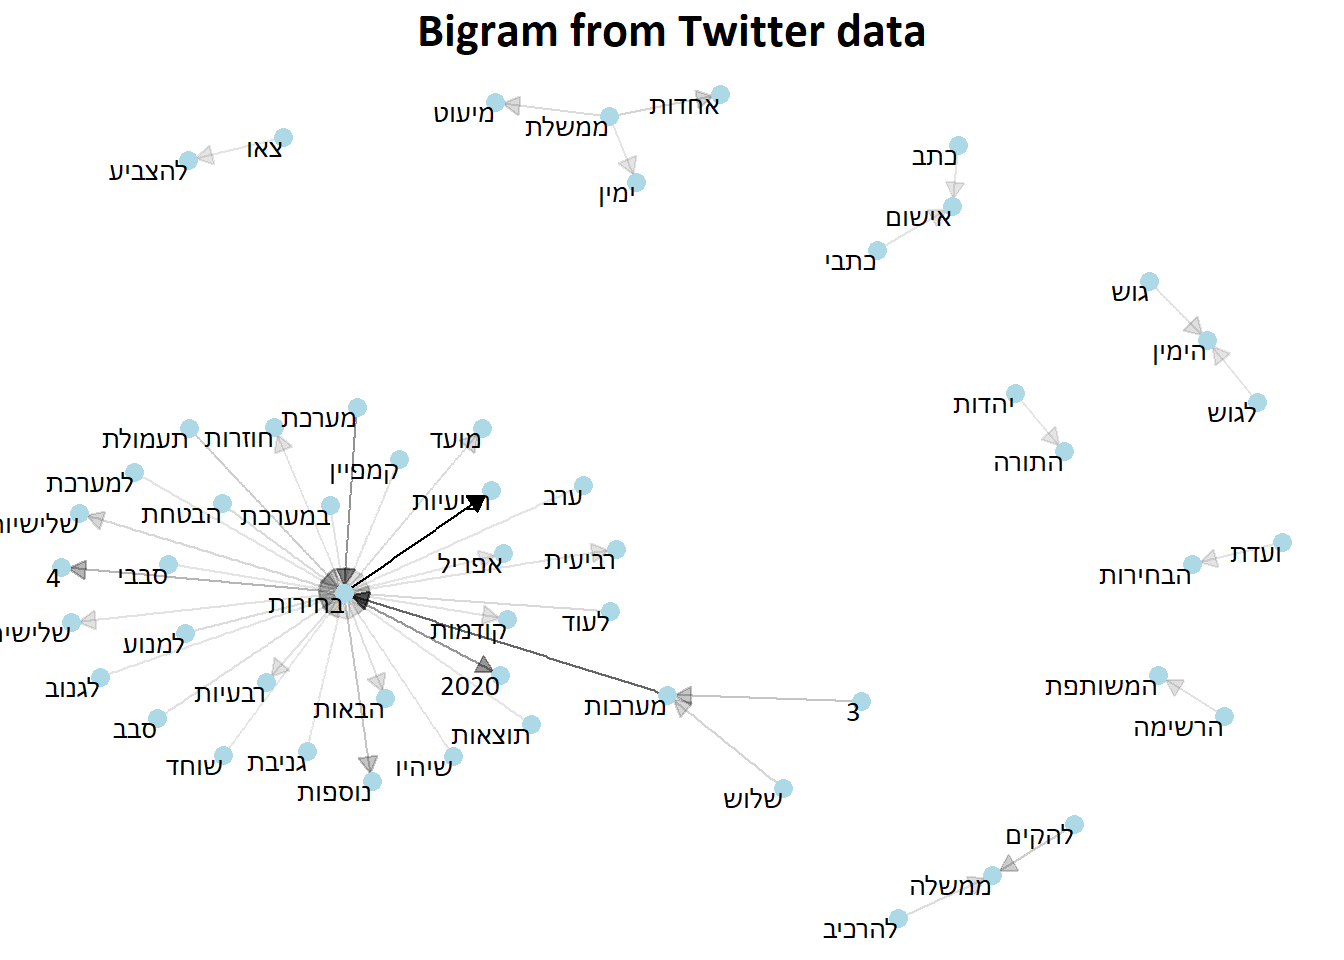 Bigram from Twitter data
אחדות
מיעוט
ממשלת
צאו
להצביע
ימין
כתב
אישום
כתבי
גוש
הימין
לגוש
יהדות
התורה
מערכת
חוזרות
תעמולת
מועד
קמפיין
למערכת
רביעיות
ערב
במערכת
הבטחת
שלישיות
אפריל
רביעית
סבבי
4
ועדת
הבחירות
בחירות
קודמות
לעוד
למנוע
לגנוב
רבעיות
2020
הבאות
מערכות
3
המשותפת
הרשימה
סבב
תוצאות
שוחד
גניבת
שיהיו
נוספות
שלוש
להקים
ממשלה
להרכיב